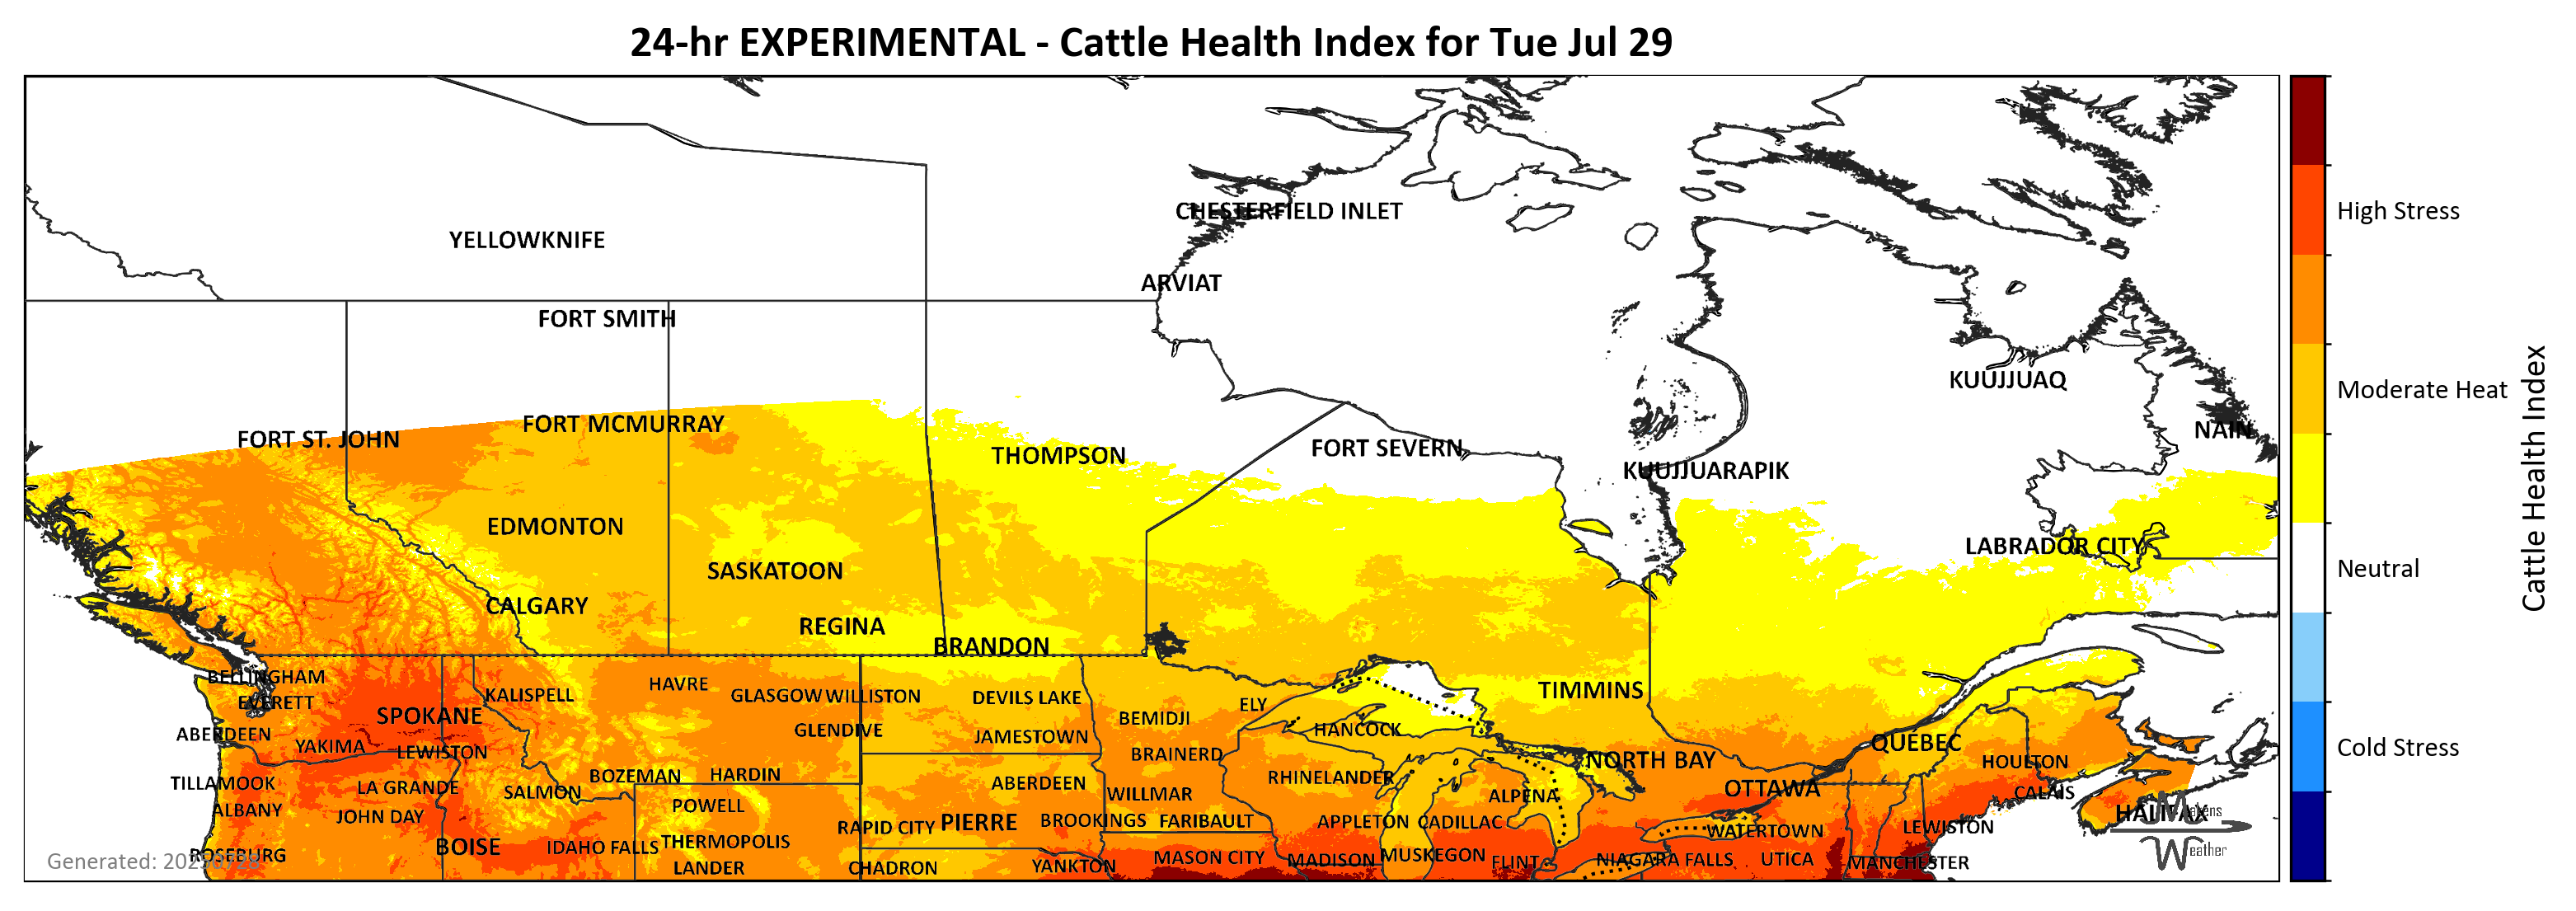 24-hr EXPERIMENTAL - Cattle Health Index for Tue Jul 29
CHESTERFIELD INLET
YELLOWKNIFE
ARVIAT
FORT SMITH
KUUJJUAQ
FORT MCMURRAY
NAIN
FORT ST. JOHN
FORT SEVERN
THOMPSON
KUUJJUARAPIK
EDMONTON
LABRADOR CITY
SASKATOON
CALGARY
REGINA
BRANDON
BELLINGHAM
HAVRE
KALISPELL
GLASGOW
WILLISTON
DEVILS LAKE
TIMMINS
EVERETT
ELY
SPOKANE
BEMIDJI
GLENDIVE
HANCOCK
ABERDEEN
JAMESTOWN
QUEBEC
YAKIMA
LEWISTON
BRAINERD
NORTH BAY
HOULTON
BOZEMAN
HARDIN
RHINELANDER
TILLAMOOK
LA GRANDE
SALMON
ABERDEEN
WILLMAR
ALPENA
OTTAWA
CALAIS
ALBANY
JOHN DAY
POWELL
HALIFAX
Makens
Weather
RAPID CITY
PIERRE
BROOKINGS
FARIBAULT
APPLETON
CADILLAC
WATERTOWN
LEWISTON
BOISE
IDAHO FALLS
THERMOPOLIS
ROSEBURG
MASON CITY
MADISON
MUSKEGON
FLINT
NIAGARA FALLS
UTICA
MANCHESTER
LANDER
CHADRON
YANKTON
Generated:
High Stress
Moderate Heat
Neutral
Cold Stress
Cattle Health Index